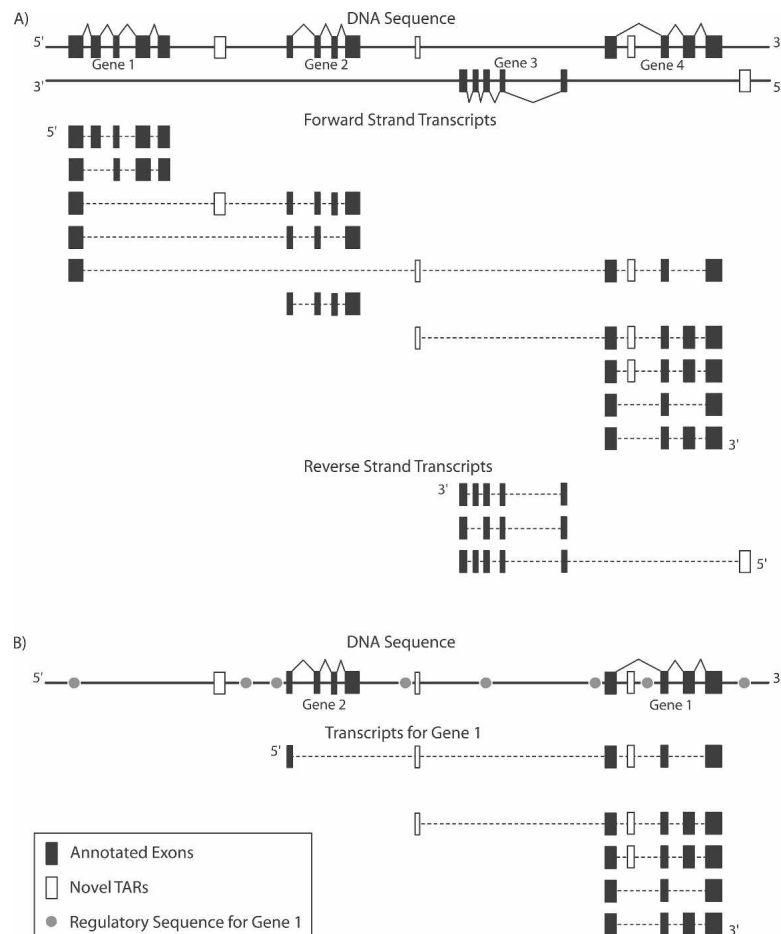 A)
DNA Sequence
5'
3
Gene 1
Gene 2
Gene 3
Gene 4
3'
5
Forward Strand Transcripts
5'
3'
Reverse Strand Transcripts
3'
5'
B)
DNA Sequence
5'
3
Gene 2
Gene 1
Transcripts for Gene 1
5'
Annotated Exons
Novel TARs
Regulatory Sequence for Gene 1
3'